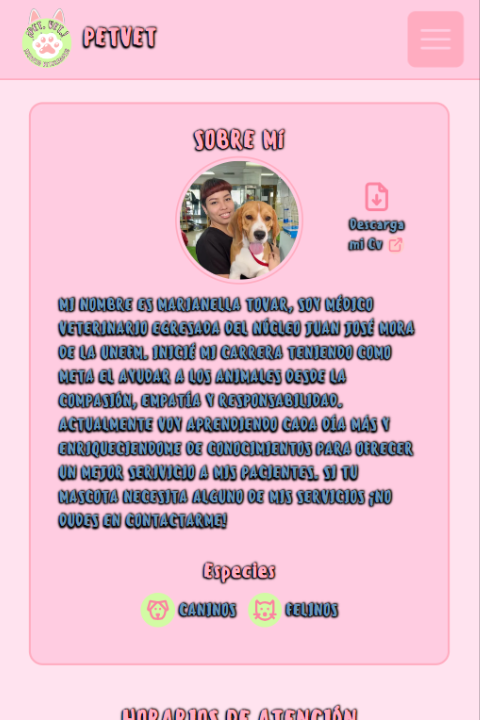 PETVET
SOBRE MÍ
Descarga
mi Cv
MI NOMBRE ES MARIANELLA TOVAR, SOY MÉDICO
VETERINARIO EGRESADA DEL NÚCLEO JUAN JOSÉ MORA
DE LA UNEFM. INICIÉ MI CARRERA TENIENDO COMO
META EL AYUDAR A LOS ANIMALES DESDE LA
COMPASIÓN, EMPATÍA Y RESPONSABILIDAD.
ACTUALMENTE VOY APRENDIENDO CADA DÍA MÁS Y
ENRIQUECIENDOME DE CONOCIMIENTOS PARA OFRECER
UN MEJOR SERIVICIO A MIS PACIENTES. SI TU
MASCOTA NECESITA ALGUNO DE MIS SERVICIOS ¡NO
DUDES EN CONTACTARME!
Especies
CANINOS FELINOS
HORARIOS DE ATENCIÓN